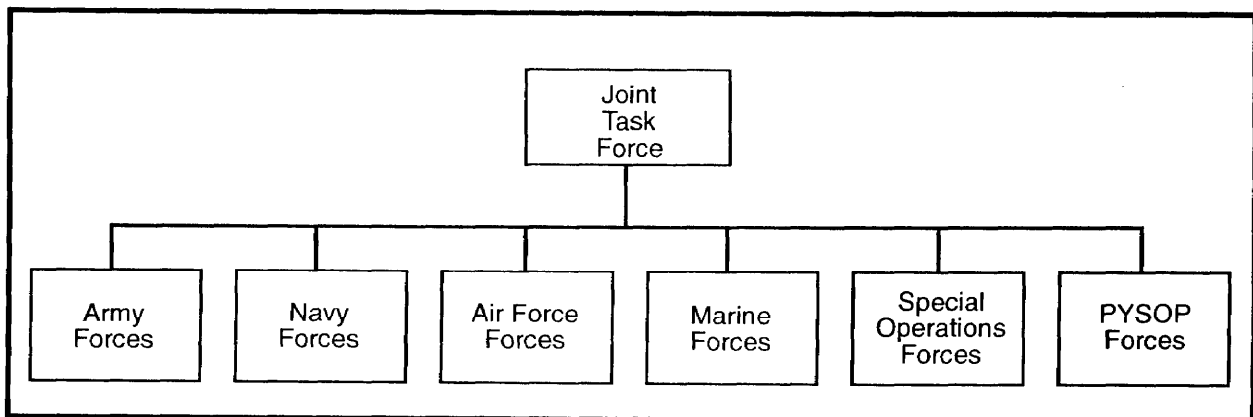 Joint
Task
Force
Army
Forces
Navy
Forces
Air Force
Forces
Marine
Forces
Special
Operations
Forces
PYSOP
Forces